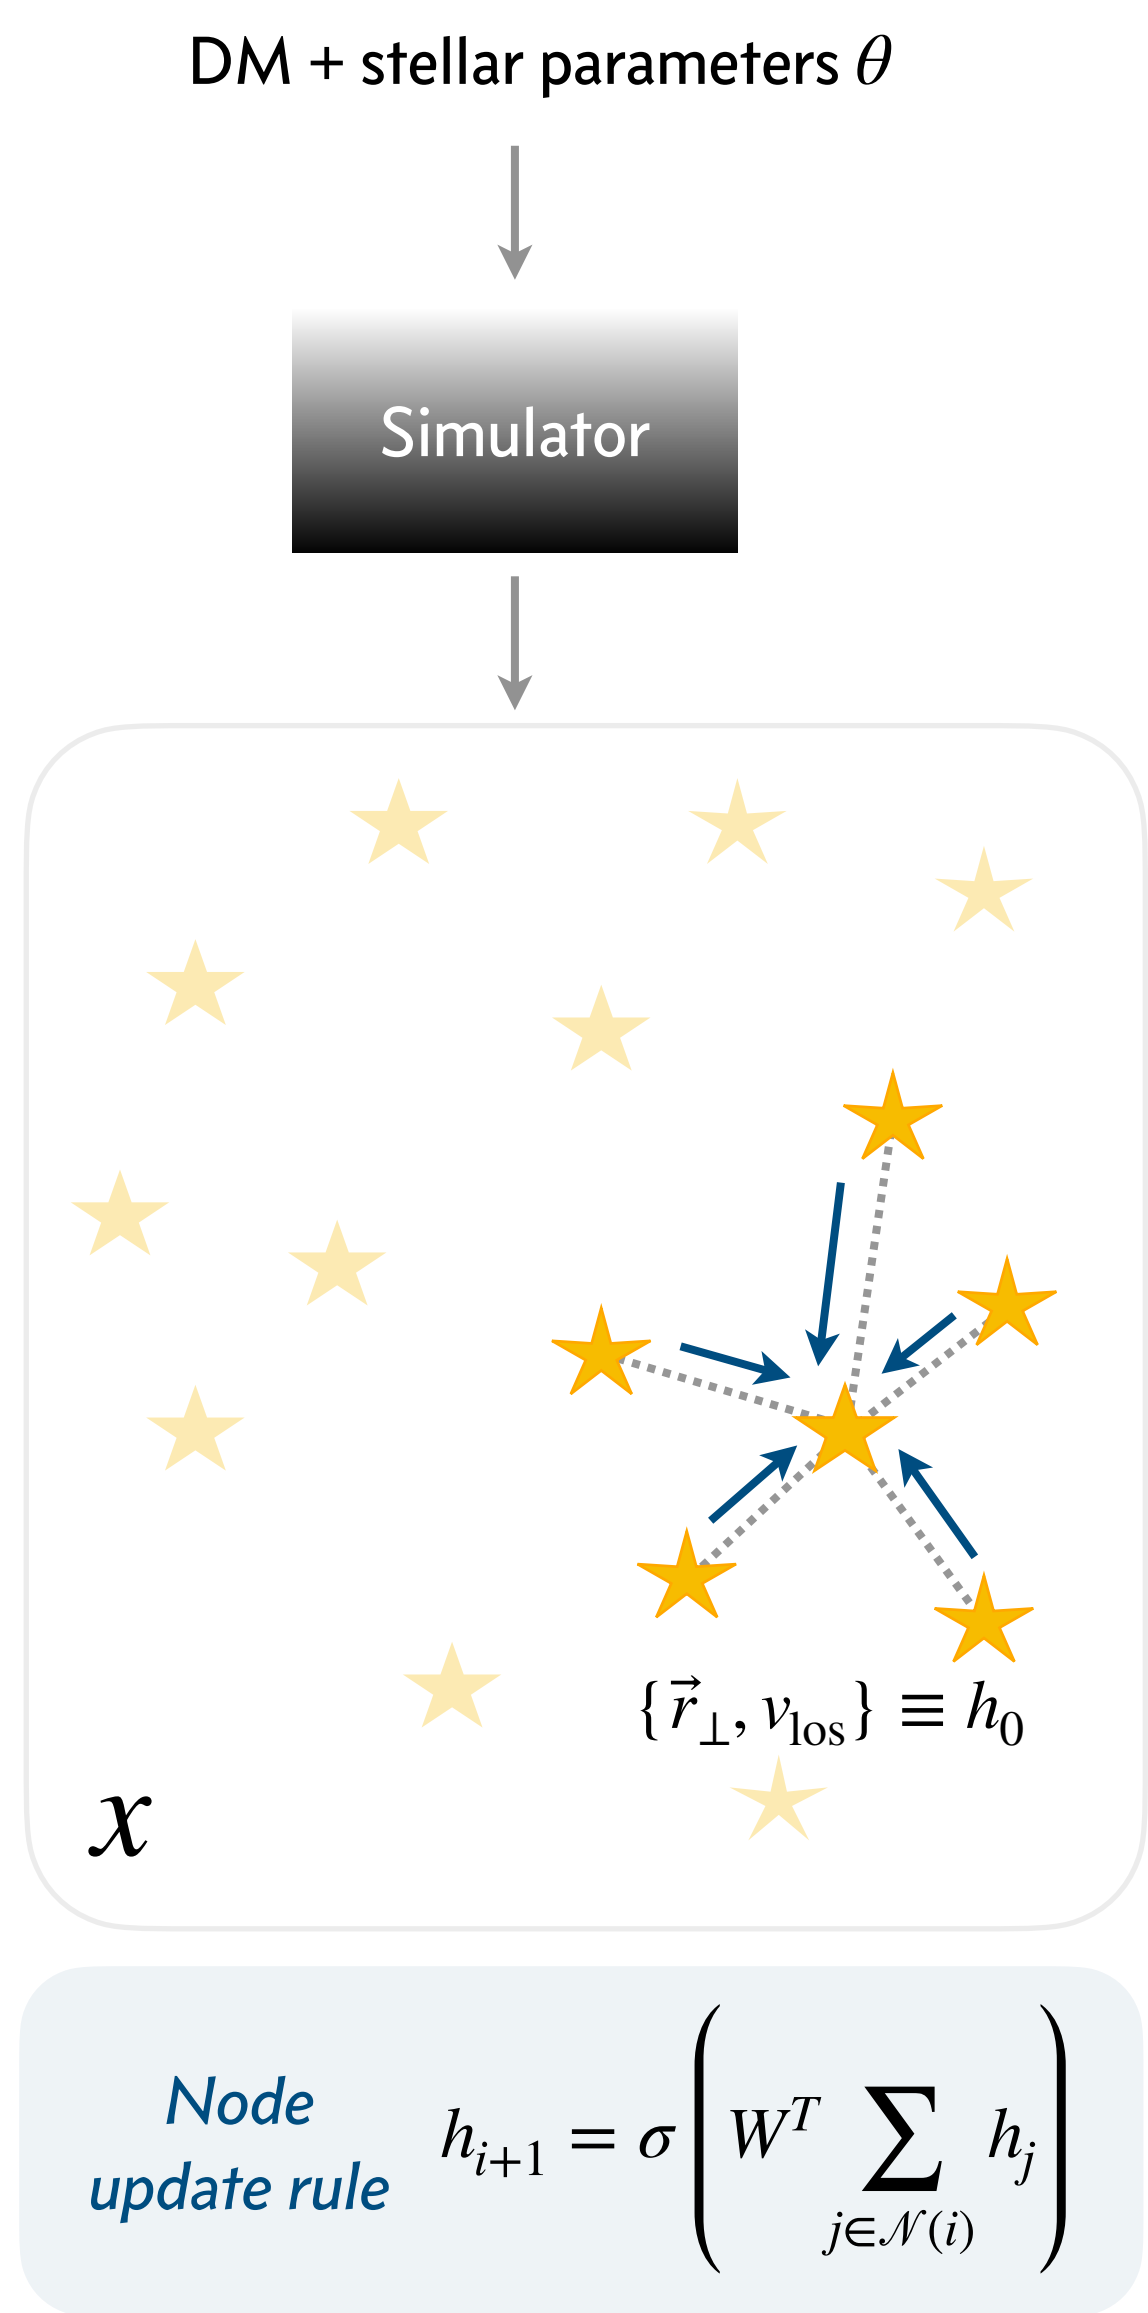 DM + stellar parameters θ
Simulator
{r⃗⊥, vlos} ≡ h0
x
Node
update rule
hi+1 = σ ( Wᵀ ∑j∈𝒩(i) hj )